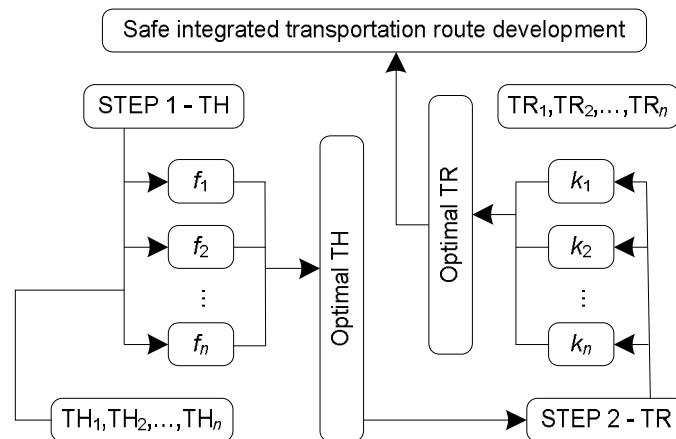 Safe integrated transportation route development
STEP 1 - TH
f₁
f₂
...
fₙ
TH₁,TH₂,...,THₙ
Optimal TH
Optimal TR
TR₁,TR₂,...,TRₙ
k₁
k₂
...
kₙ
STEP 2 - TR